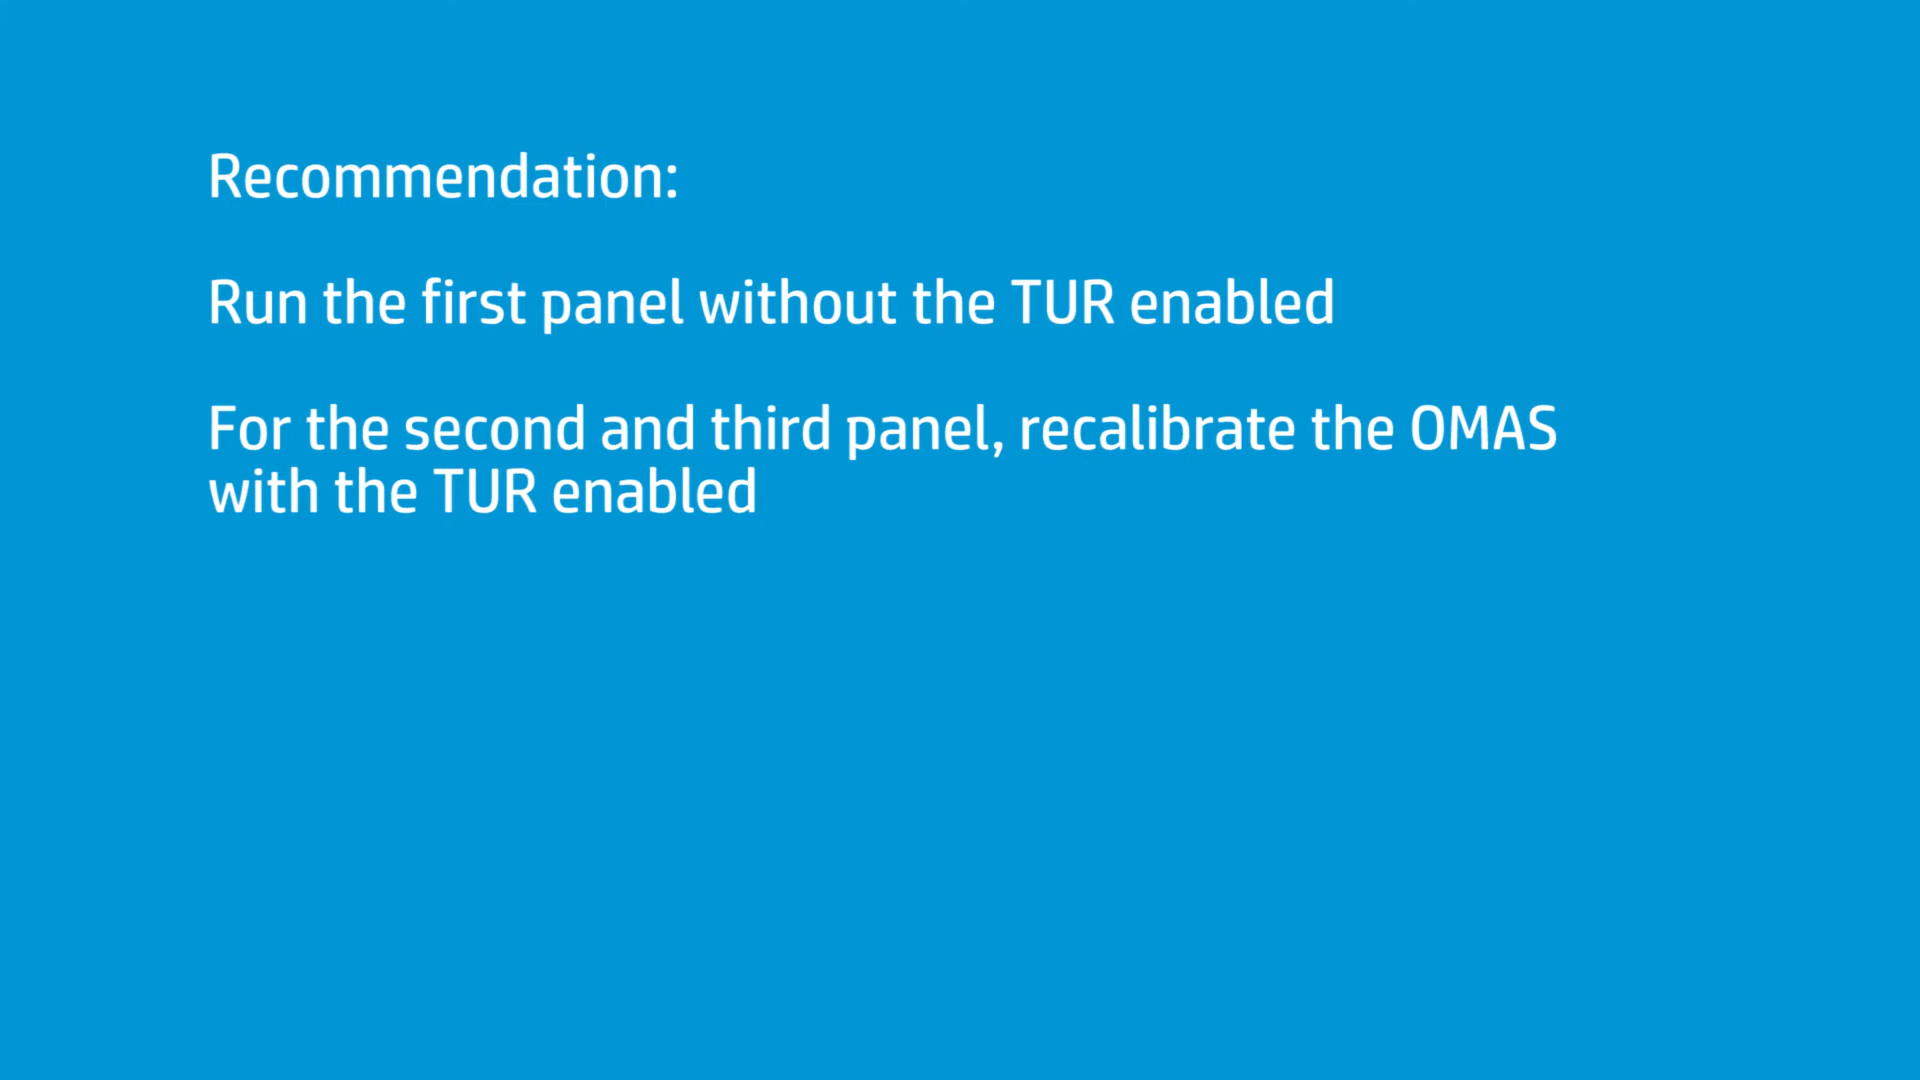 Recommendation:
Run the first panel without the TUR enabled
For the second and third panel, recalibrate the OMAS
with the TUR enabled